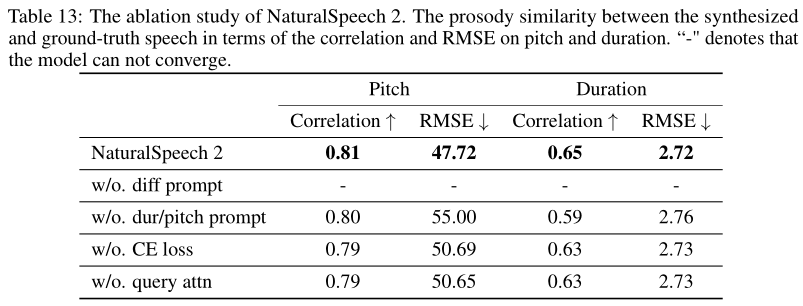 Table 13: The ablation study of NaturalSpeech 2. The prosody similarity between the synthesized
and ground-truth speech in terms of the correlation and RMSE on pitch and duration. “-" denotes that
the model can not converge.
Pitch Duration
Correlation ↑ RMSE ↓ Correlation ↑ RMSE ↓
NaturalSpeech 2 0.81 47.72 0.65 2.72
w/o. diff prompt - - - -
w/o. dur/pitch prompt 0.80 55.00 0.59 2.76
w/o. CE loss 0.79 50.69 0.63 2.73
w/o. query attn 0.79 50.65 0.63 2.73